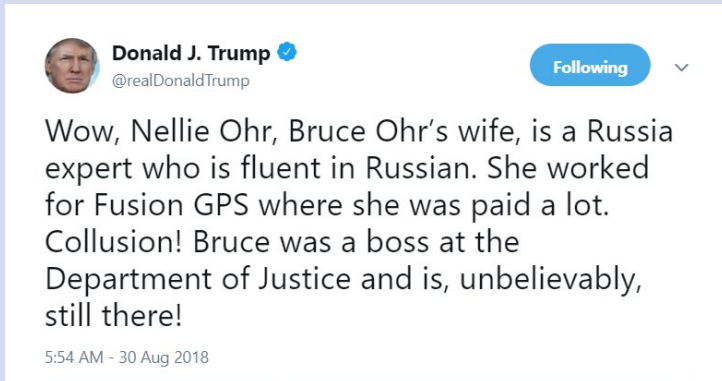 Donald J. Trump
@realDonaldTrump
Following
Wow, Nellie Ohr, Bruce Ohr’s wife, is a Russia
expert who is fluent in Russian. She worked
for Fusion GPS where she was paid a lot.
Collusion! Bruce was a boss at the
Department of Justice and is, unbelievably,
still there!
5:54 AM - 30 Aug 2018